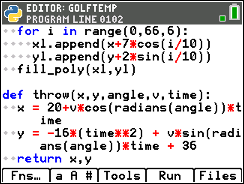 EDITOR: GOLFTEMP
PROGRAM LINE 0102
for i in range(0,66,6):
xl.append(x+7*cos(i/10))
yl.append(y+2*sin(i/10))
fill_poly(xl,yl)
def throw(x,y,angle,v,time):
x = 20+v*cos(radians(angle))*t
ime
y = -16*(time**2) + v*sin(radi
ans(angle))*time + 36
return x,y
Fns… a A # Tools Run Files